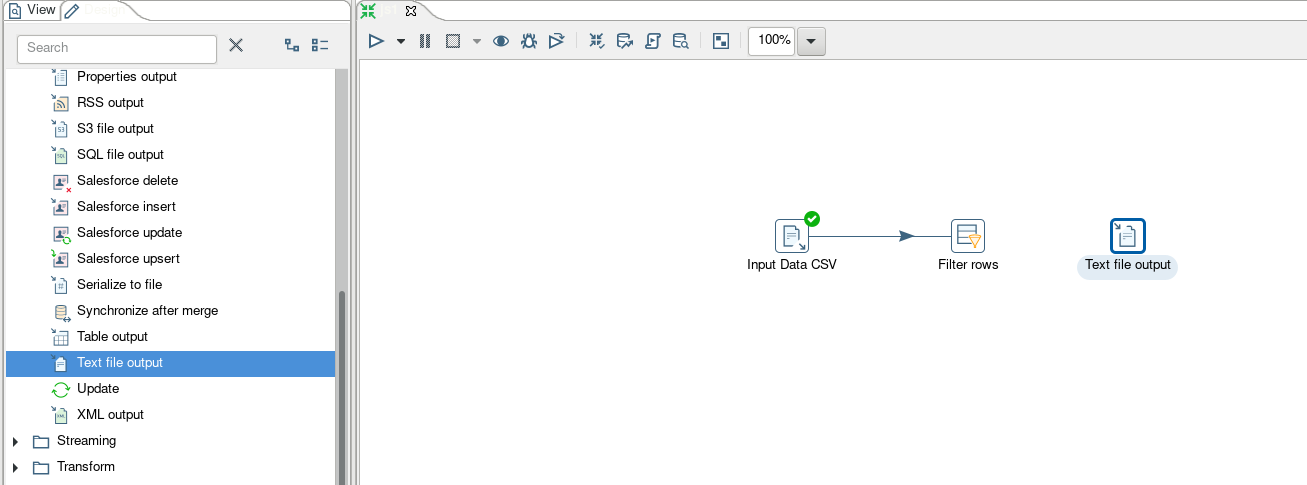 View
Search
100%
Properties output
RSS output
S3 file output
SQL file output
Salesforce delete
Salesforce insert
Salesforce update
Salesforce upsert
Serialize to file
Synchronize after merge
Table output
Text file output
Update
XML output
Streaming
Transform
Input Data CSV
Filter rows
Text file output